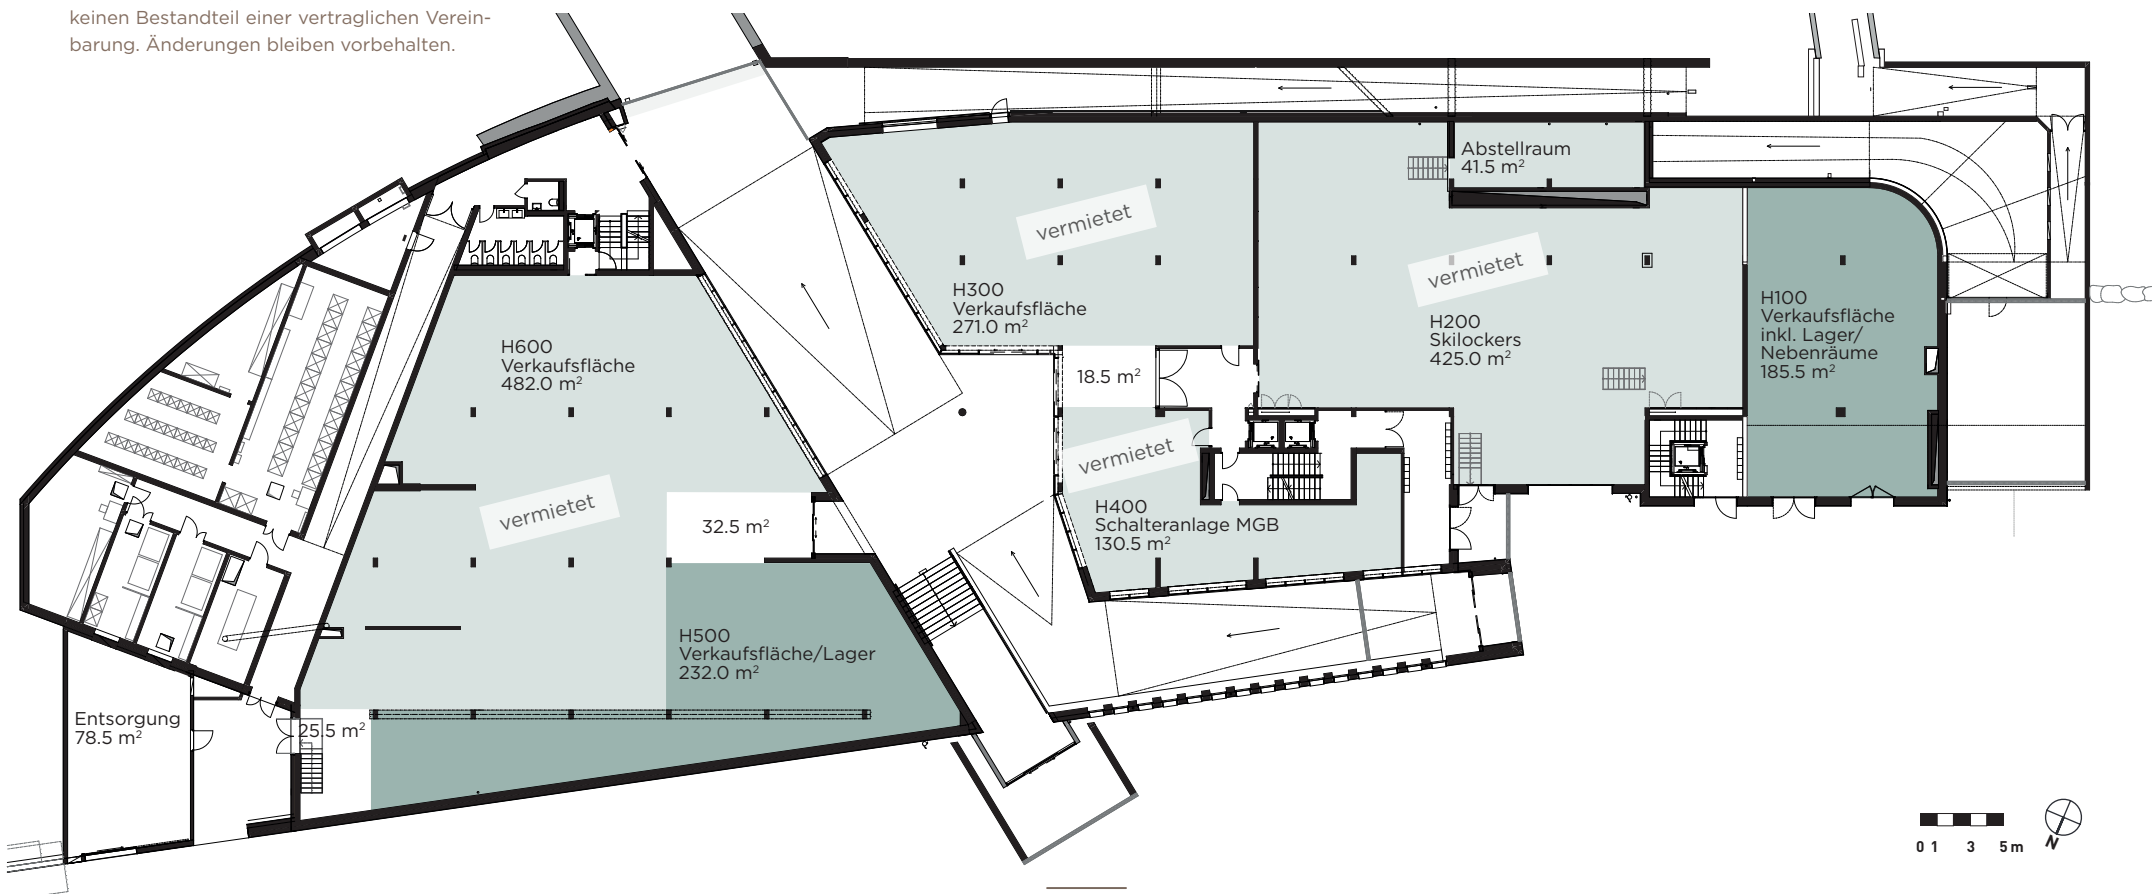 keinen Bestandteil einer vertraglichen Verein-
barung. Änderungen bleiben vorbehalten.
Abstellraum
41.5 m²
vermietet
vermietet
H300
Verkaufsfläche
271.0 m²
H200
Skilockers
425.0 m²
H100
Verkaufsfläche
inkl. Lager/
Nebenräume
185.5 m²
H600
Verkaufsfläche
482.0 m²
18.5 m²
vermietet
vermietet
32.5 m²
H400
Schalteranlage MGB
130.5 m²
H500
Verkaufsfläche/Lager
232.0 m²
Entsorgung
78.5 m²
25.5 m²
0 1 3 5 m
N